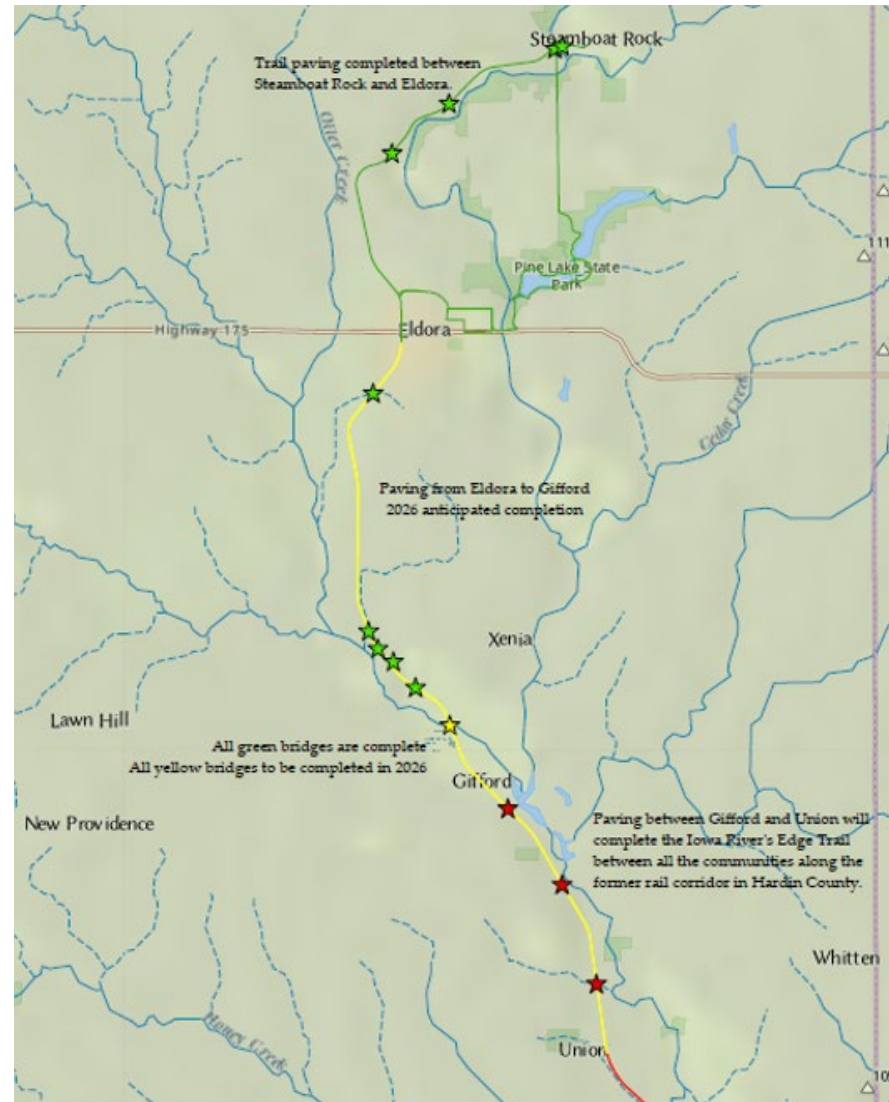 Steamboat Rock
Trail paving completed between
Steamboat Rock and Eldora.
Otter Creek
111
Pine Lake State
Park
Highway 175
Eldora
Cedar Creek
Paving from Eldora to Gifford
2026 anticipated completion
Xenia
Lawn Hill
All green bridges are complete
All yellow bridges to be completed in 2026
Gifford
New Providence
Paving between Gifford and Union will
complete the Iowa River's Edge Trail
between all the communities along the
former rail corridor in Hardin County.
Whitten
Honey Creek
Union